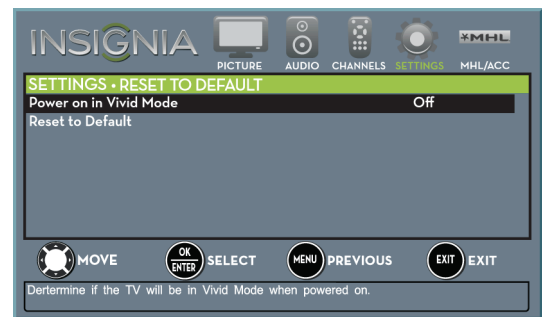 INSIGNIA
PICTURE AUDIO CHANNELS SETTINGS MHL/ACC
MHL
SETTINGS • RESET TO DEFAULT
Power on in Vivid Mode Off
Reset to Default
MOVE OK ENTER SELECT MENU PREVIOUS EXIT EXIT
Dertermine if the TV will be in Vivid Mode when powered on.